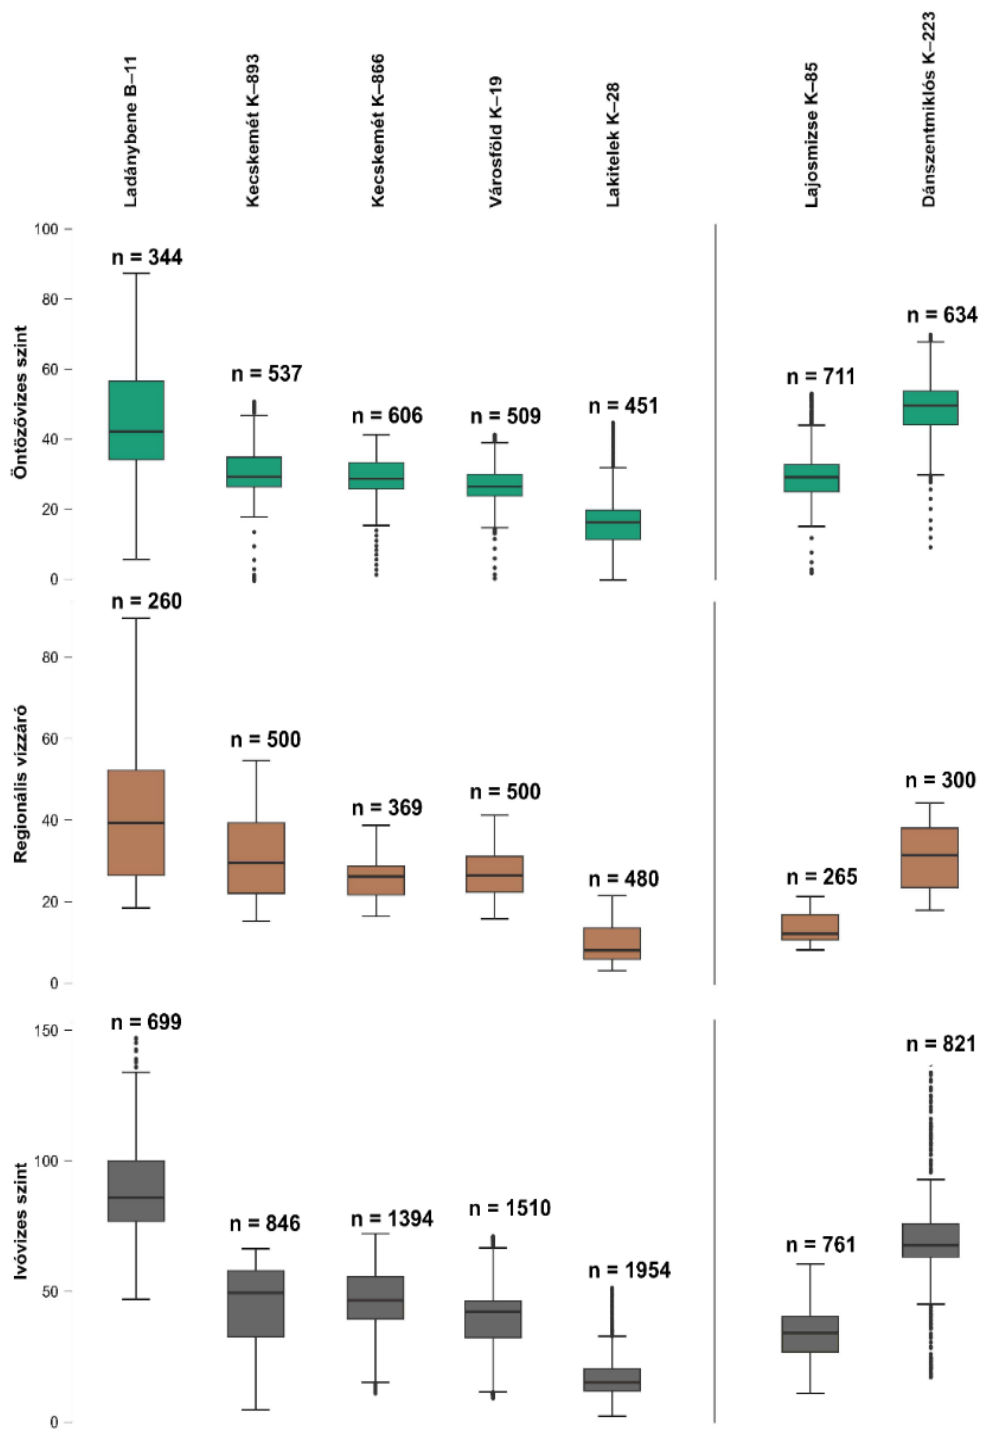 Ladánybene B–11
Kecskemét K–893
Kecskemét K–866
Városföld K–19
Lakitelek K–28
Lajosmizse K–85
Dánszentmiklós K–223
Öntözővizes szint
100
80
60
40
20
0
n = 344
n = 537
n = 606
n = 509
n = 451
n = 711
n = 634
Regionális vizzáró
80
60
40
20
0
n = 260
n = 500
n = 369
n = 500
n = 480
n = 265
n = 300
Ivóvizes szint
150
100
50
0
n = 699
n = 846
n = 1394
n = 1510
n = 1954
n = 761
n = 821